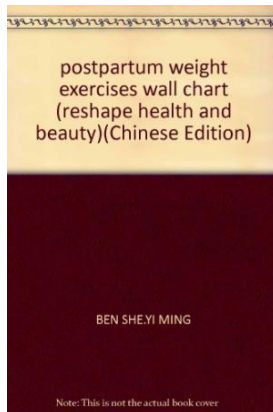 postpartum weight
exercises wall chart
(reshape health and
beauty)(Chinese Edition)
BEN SHE.YI MING
Note: This is not the actual book cover